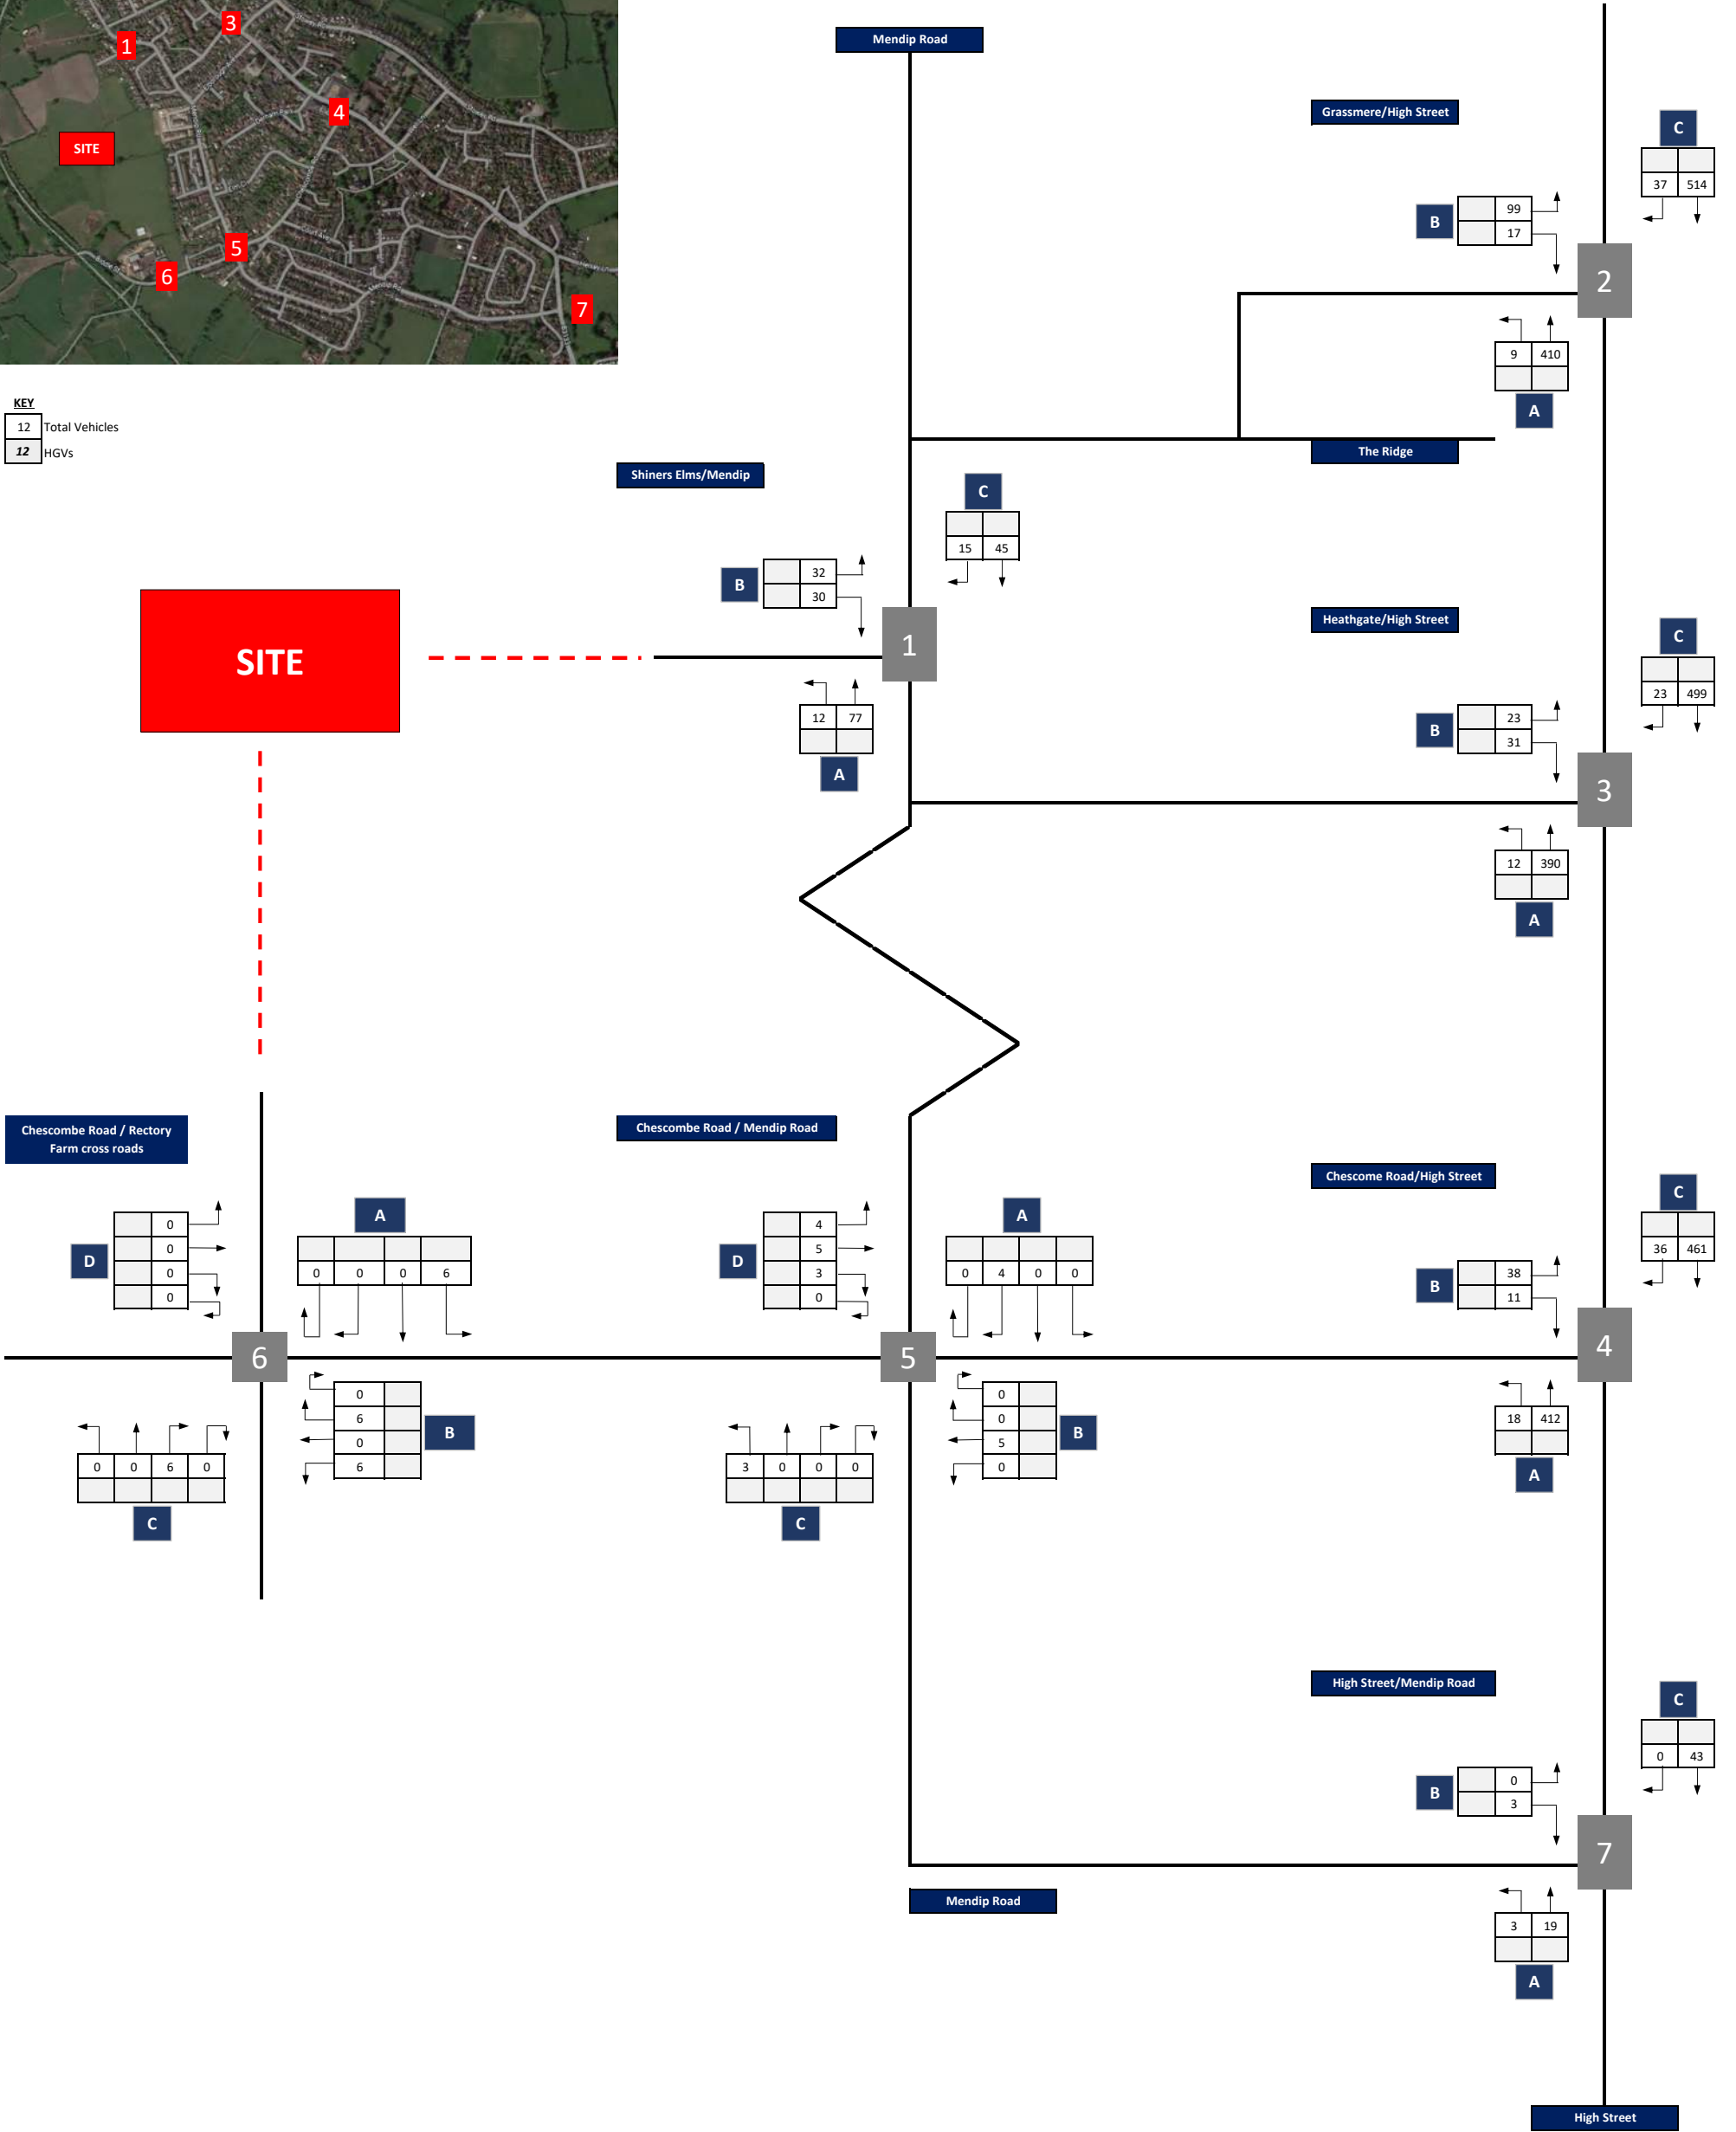 3
1
4
SITE
5
6
7
KEY
12 Total Vehicles
12 HGVs
Mendip Road
Grassmere/High Street
C
37 514
B
99
17
2
9 410
A
The Ridge
Shiners Elms/Mendip
C
15 45
B
32
30
1
12 77
A
SITE
Heathgate/High Street
C
23 499
B
23
31
3
12 390
A
Chescombe Road / Rectory
Farm cross roads
D
0
0
0
0
A
0 0 0 6
6
0
6
0
6
B
0 0 6 0
C
Chescombe Road / Mendip Road
D
4
5
3
0
A
0 4 0 0
5
0
0
5
0
B
3 0 0 0
C
Chescome Road/High Street
C
36 461
B
38
11
4
18 412
A
High Street/Mendip Road
C
0 43
B
0
3
7
Mendip Road
3 19
A
High Street